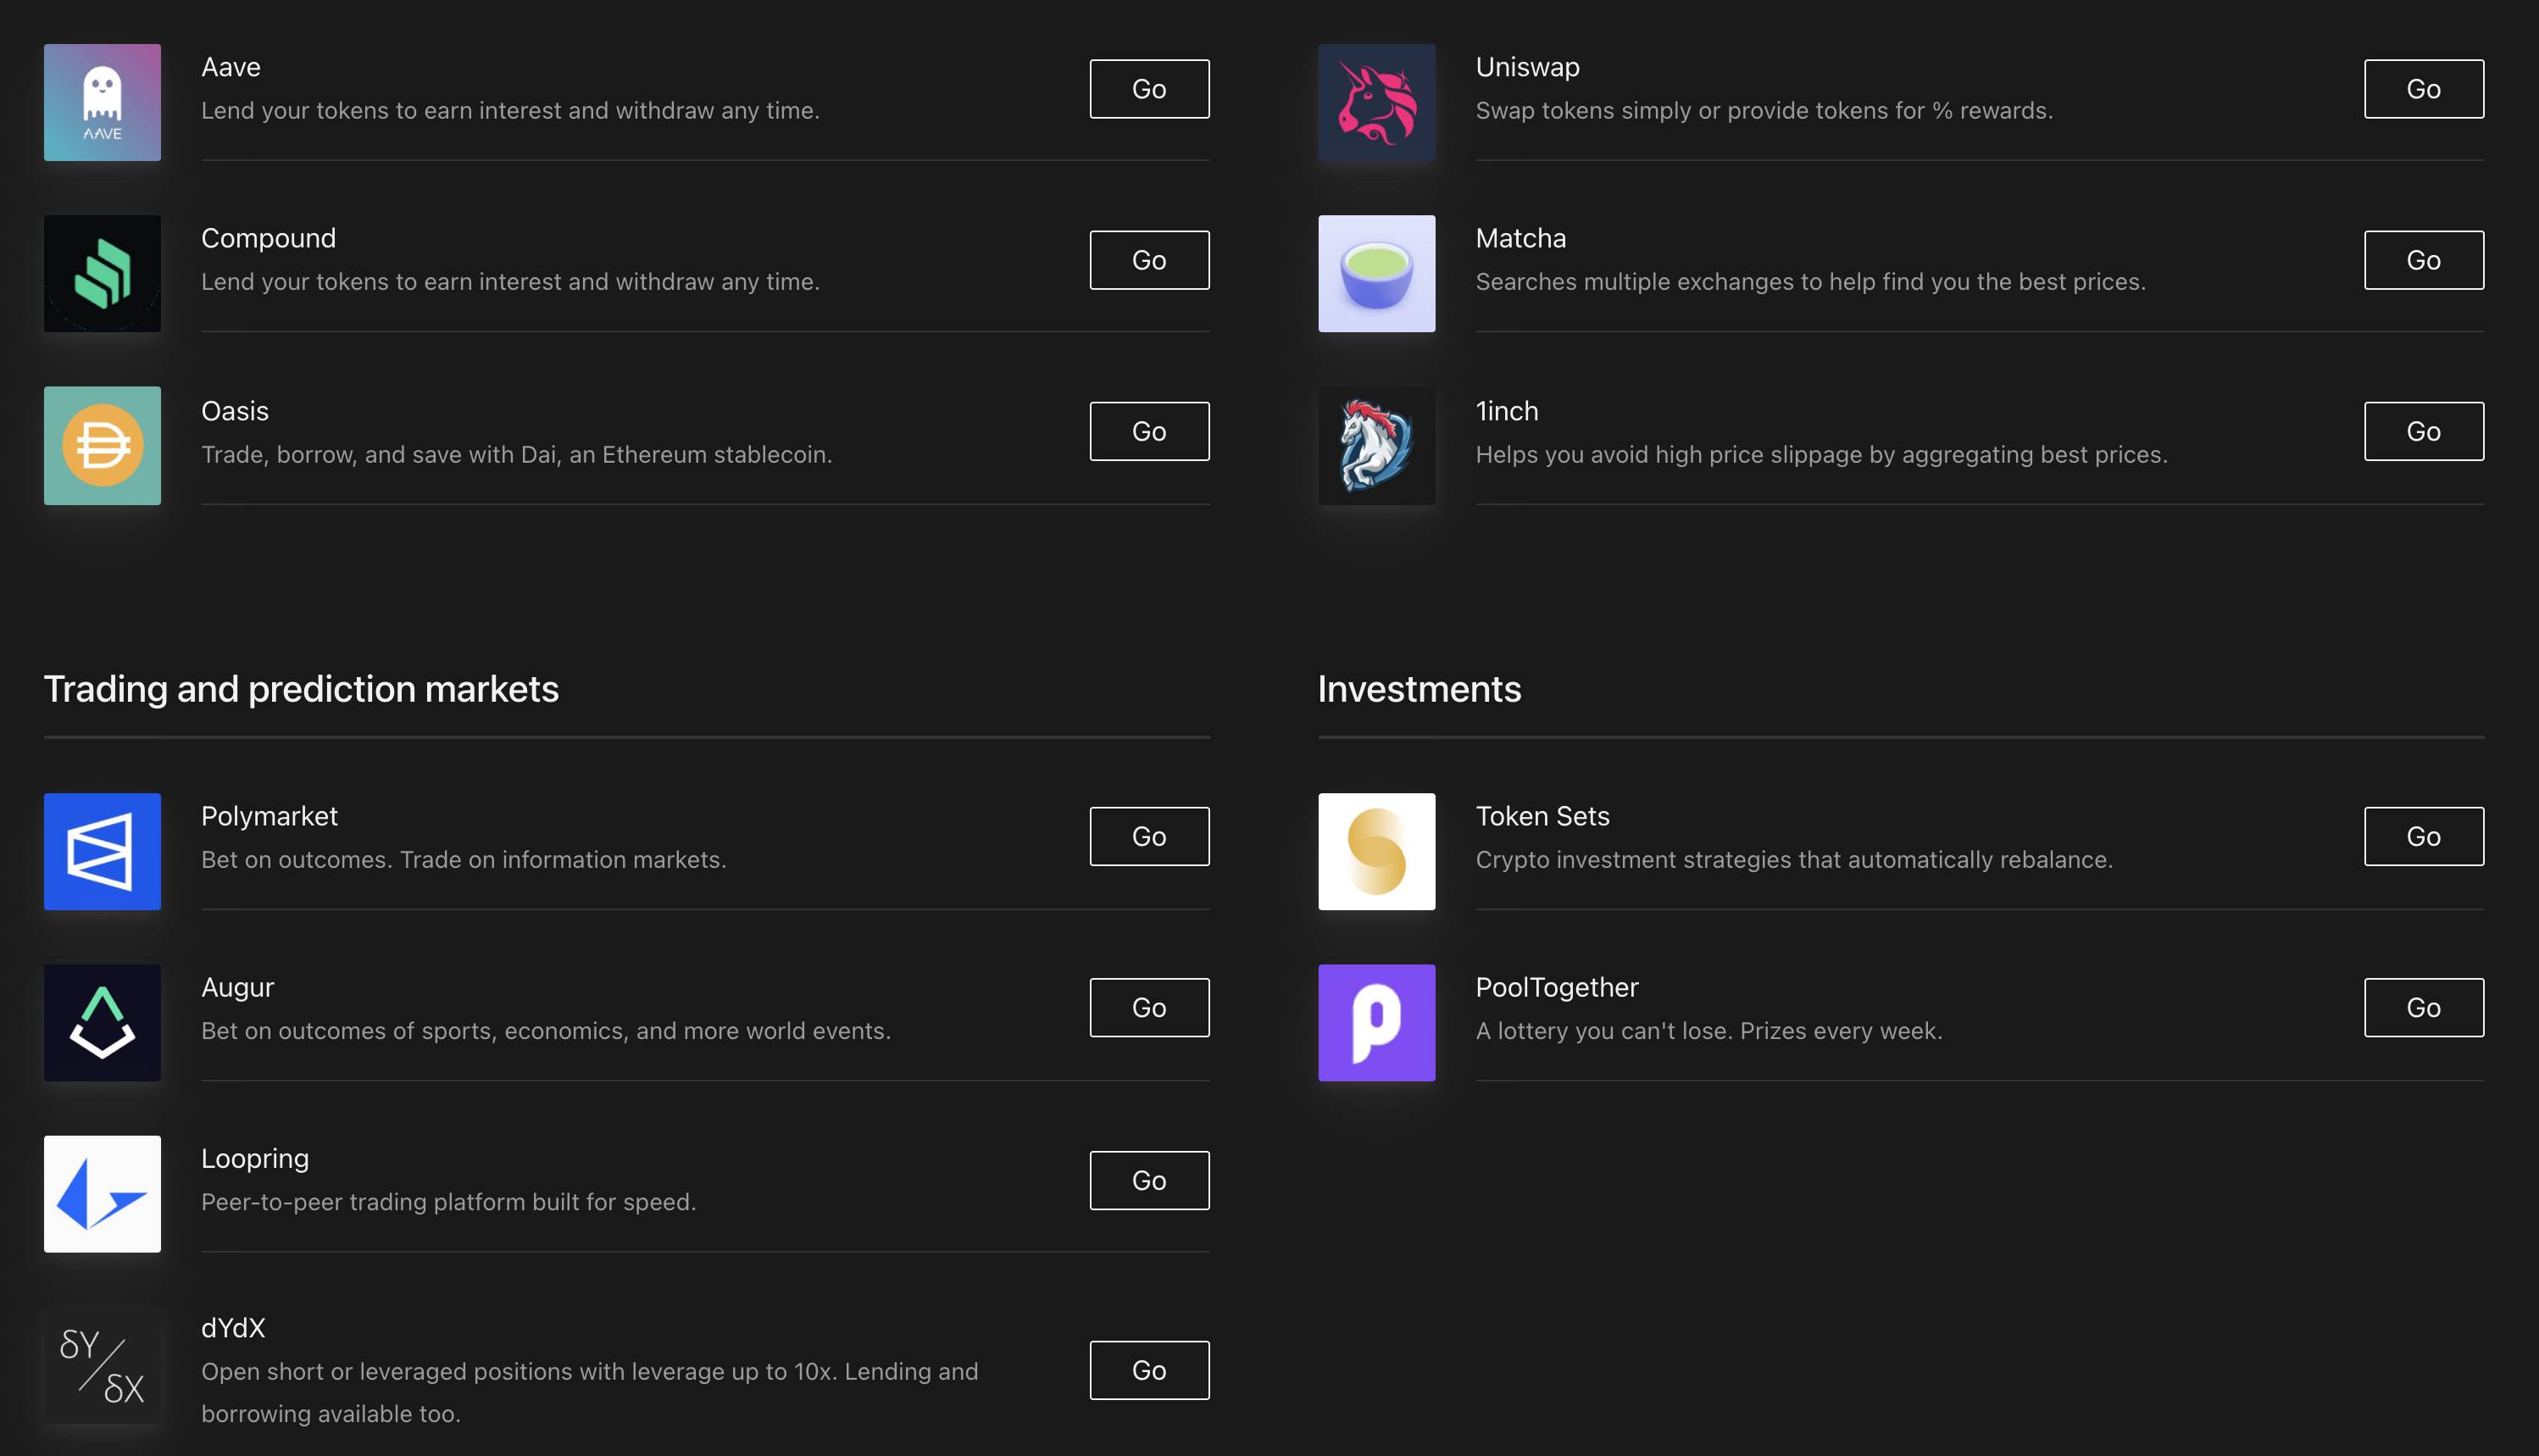 AAVE
Aave
Lend your tokens to earn interest and withdraw any time.
Go
Compound
Lend your tokens to earn interest and withdraw any time.
Go
Oasis
Trade, borrow, and save with Dai, an Ethereum stablecoin.
Go
Uniswap
Swap tokens simply or provide tokens for % rewards.
Go
Matcha
Searches multiple exchanges to help find you the best prices.
Go
1inch
Helps you avoid high price slippage by aggregating best prices.
Go
Trading and prediction markets
Polymarket
Bet on outcomes. Trade on information markets.
Go
Augur
Bet on outcomes of sports, economics, and more world events.
Go
Loopring
Peer-to-peer trading platform built for speed.
Go
δY/δX
dYdX
Open short or leveraged positions with leverage up to 10x. Lending and
borrowing available too.
Go
Investments
Token Sets
Crypto investment strategies that automatically rebalance.
Go
PoolTogether
A lottery you can't lose. Prizes every week.
Go